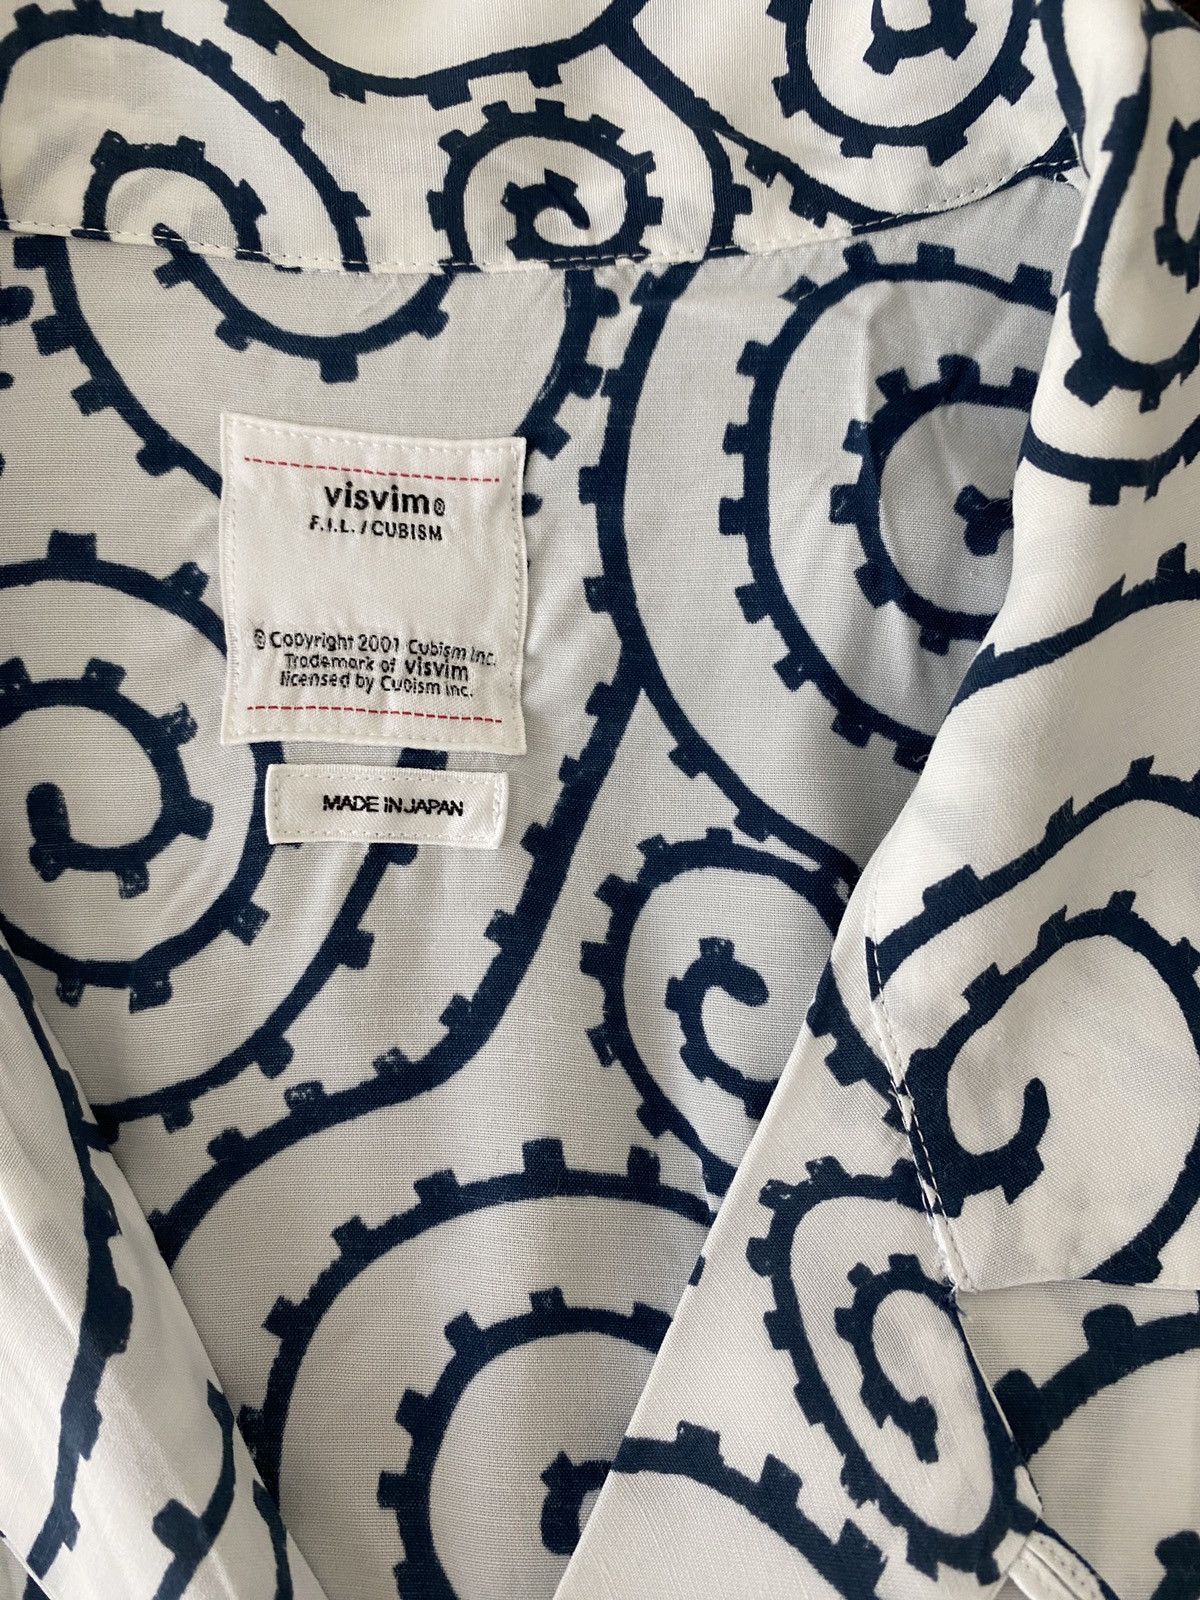 visvim®
F.I.L. / CUBISM
© Copyright 2001 Cubism Inc.
Trademark of visvim
licensed by Cubism inc.
MADE IN JAPAN